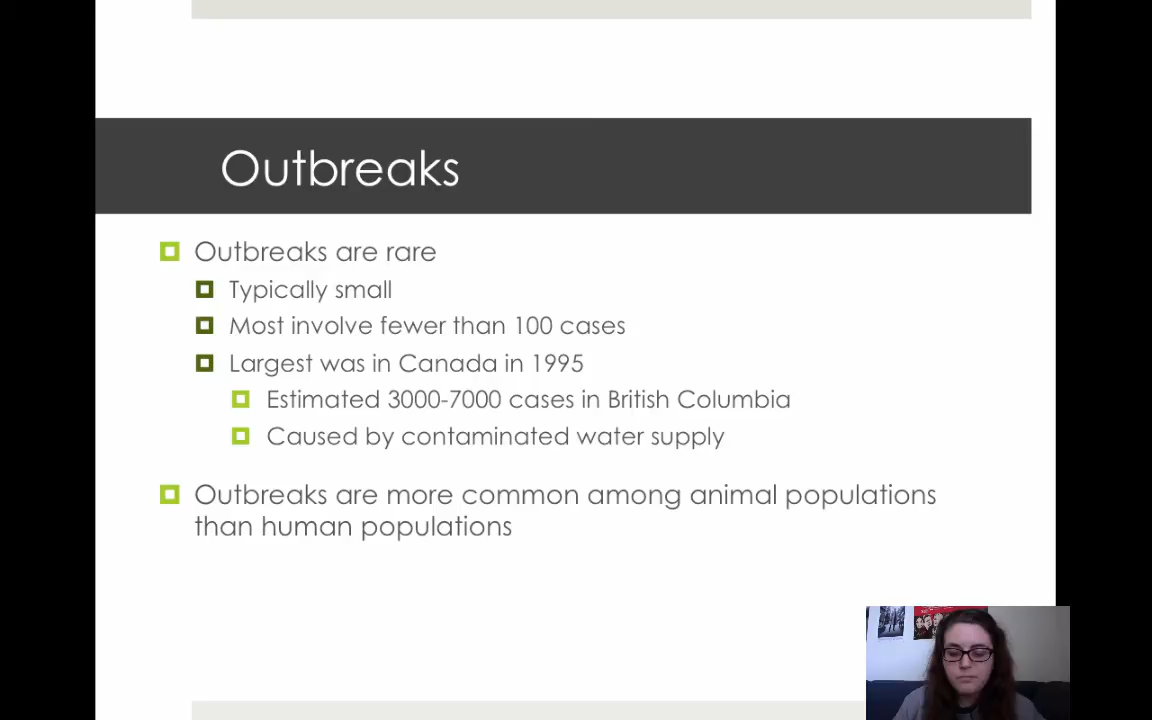 Outbreaks
Outbreaks are rare
Typically small
Most involve fewer than 100 cases
Largest was in Canada in 1995
Estimated 3000-7000 cases in British Columbia
Caused by contaminated water supply
Outbreaks are more common among animal populations
than human populations